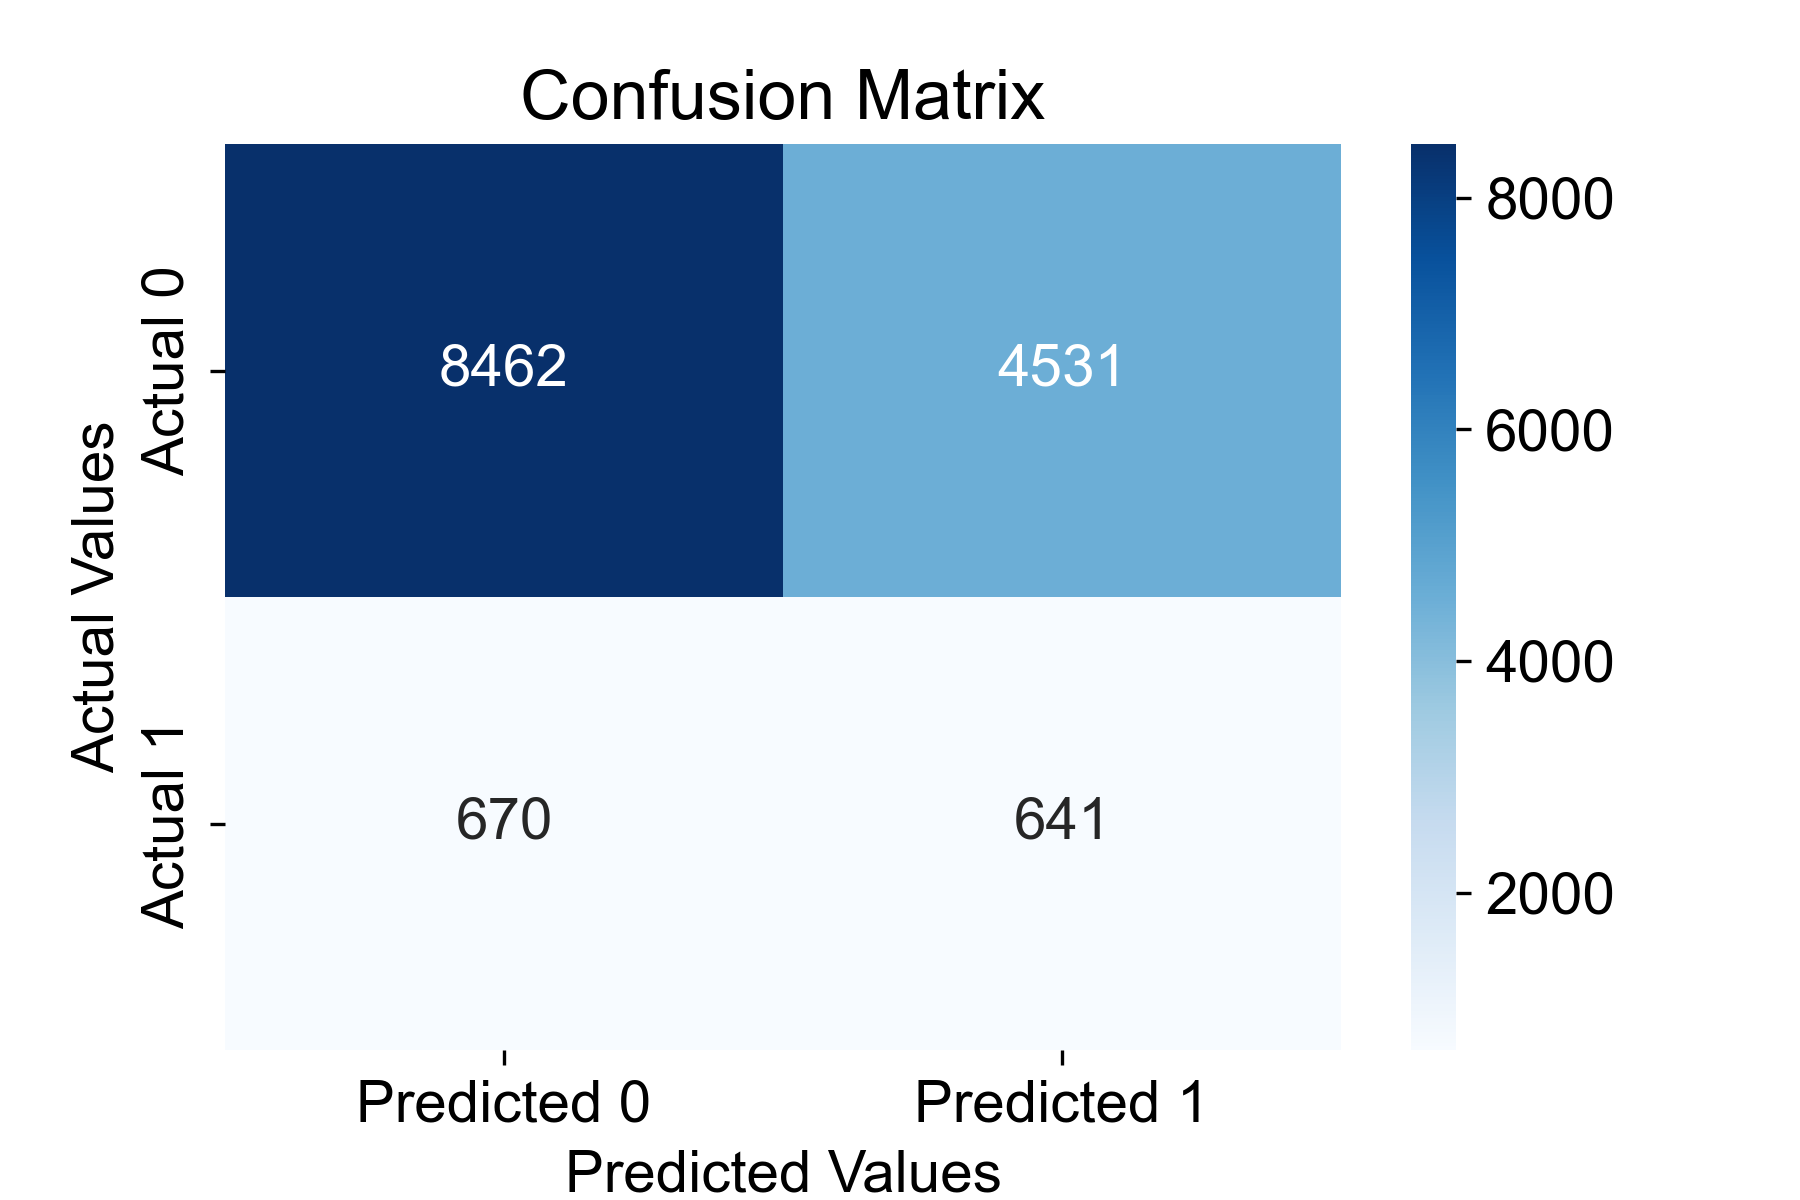 Confusion Matrix
Actual Values
Actual 0
8462
4531
Actual 1
670
641
Predicted 0
Predicted 1
Predicted Values
8000
6000
4000
2000